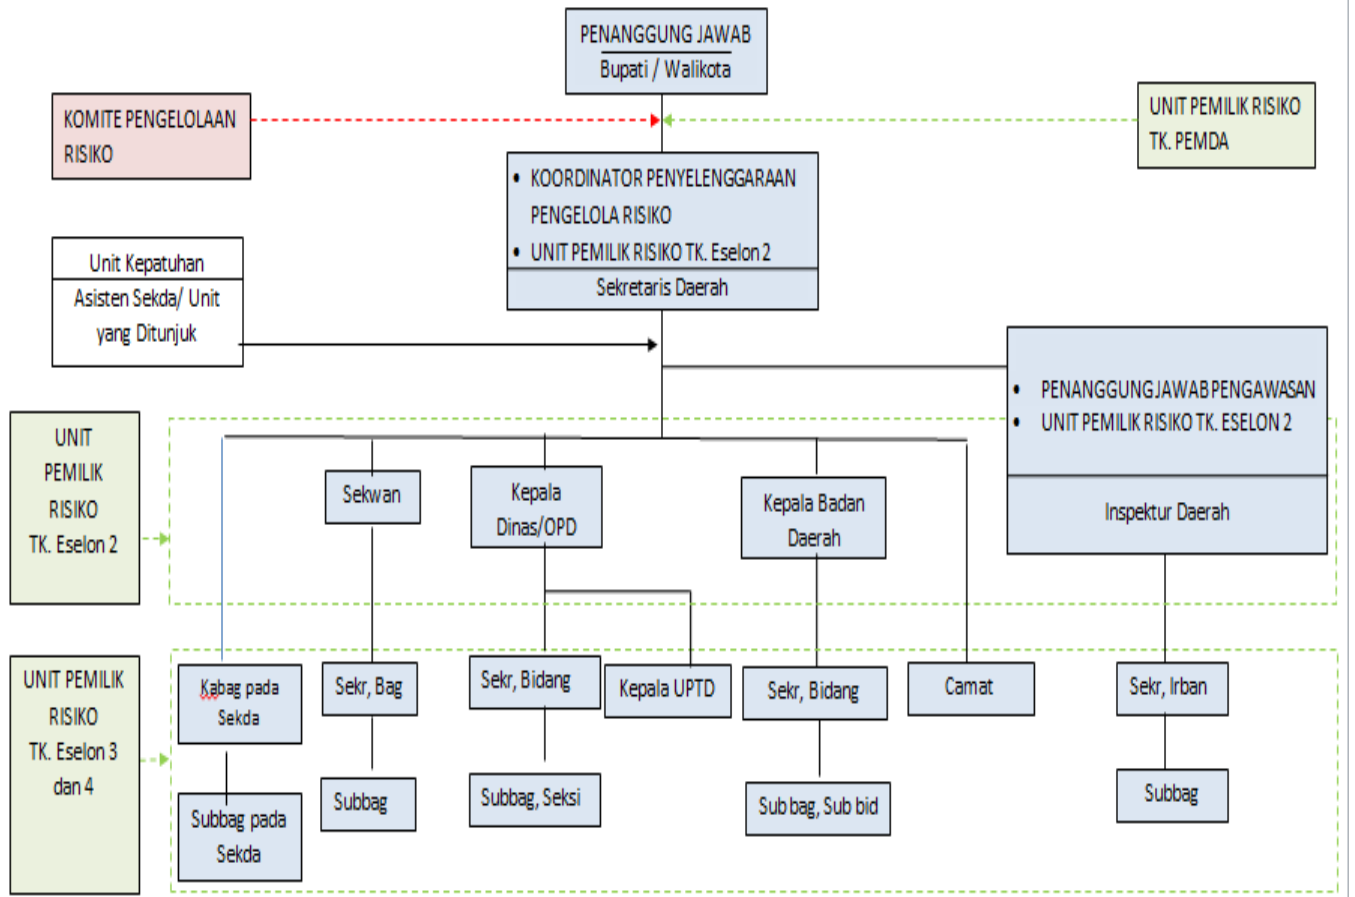 PENANGGUNG JAWAB
Bupati / Walikota
KOMITE PENGELOLAAN
RISIKO
UNIT PEMILIK RISIKO
TK. PEMDA
• KOORDINATOR PENYELENGGARAAN
PENGELOLA RISIKO
• UNIT PEMILIK RISIKO TK. Eselon 2
Sekretaris Daerah
Unit Kepatuhan
Asisten Sekda/ Unit
yang Ditunjuk
• PENANGGUNG JAWAB PENGAWASAN
• UNIT PEMILIK RISIKO TK. ESELON 2
Inspektur Daerah
UNIT
PEMILIK
RISIKO
TK. Eselon 2
Sekwan
Kepala
Dinas/OPD
Kepala Badan
Daerah
UNIT PEMILIK
RISIKO
TK. Eselon 3
dan 4
Kabag pada
Sekda
Sekr, Bag
Sekr, Bidang
Kepala UPTD
Sekr, Bidang
Camat
Sekr, Irban
Subbag pada
Sekda
Subbag
Subbag, Seksi
Sub bag, Sub bid
Subbag